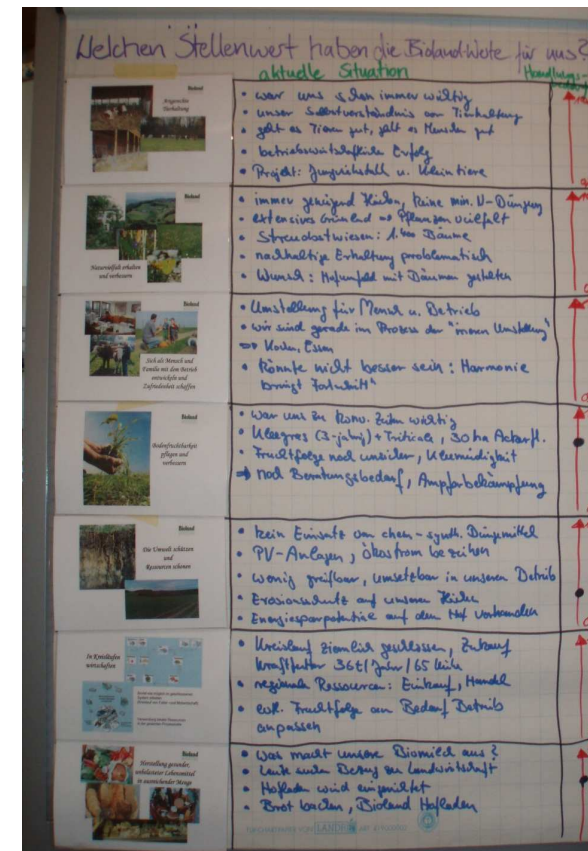 Welchen Stellenwert haben die Bioland-Werte für uns?
aktuelle Situation
Bioland
Artgerechte
Tierhaltung
• war uns schon immer wichtig
• unser Selbstverständnis von Tierhaltung
• geht es Tieren gut, geht es Menschen gut
• betriebswirtschaftlicher Erfolg
• Projekt: Jungviehstall u. Kleintiere
Bioland
Naturvielfalt erhalten
und verbessern
• immer genügend Hecken, keine min. N-Düngung
• extensives Grünland => Pflanzenvielfalt
• Streuobstwiesen: Bäume
• nachhaltige Erhaltung problematisch
• Wunsch: Hofumfeld mit Bäumen gestalten
Bioland
Sich als Mensch und
Familie mit dem Betrieb
entwickeln und
Zufriedenheit schaffen
• Umstellung für Mensch u. Betrieb
• wir sind gerade im Prozess der "inneren Umstellung"
=> Kochen, Essen
• könnte nicht besser sein: Harmonie
bringt Fortschritt"
Bioland
Bodenfruchtbarkeit
pflegen und
verbessern
• war uns zu konv. Zeiten wichtig
• Kleegras (3-jährig) + Triticale, 30 ha Ackerfl.
• Fruchtfolge noch unsicher, Kleemüdigkeit
=> noch Beratungsbedarf, Ampferbekämpfung
Bioland
Die Umwelt schützen
und
Ressourcen schonen
• kein Einsatz von chem.-synth. Düngemittel
• PV-Anlagen, Ökostrom beziehen
• wenig greifbar, umsetzbar in unserem Betrieb
• Erosionsschutz auf unseren
• Energiesparpotentiale auf dem Hof vorhanden
In Kreisläufen
wirtschaften
• Kreislauf ziemlich geschlossen, Zukauf
Kraftfutter 36t/Jahr/65 Kühe
• regionale Ressourcen: Einkauf, Handel
• evtl. Fruchtfolge an Bedarf Betrieb
anpassen
Bioland
Herstellung gesunder,
unbelasteter Lebensmittel
in ausreichender Menge
• Was macht unsere Biomilch aus?
• Leute suchen Bezug zu Landwirtschaft
• Hofladen wird eingerichtet
• Brot backen, Bioland Hofladen